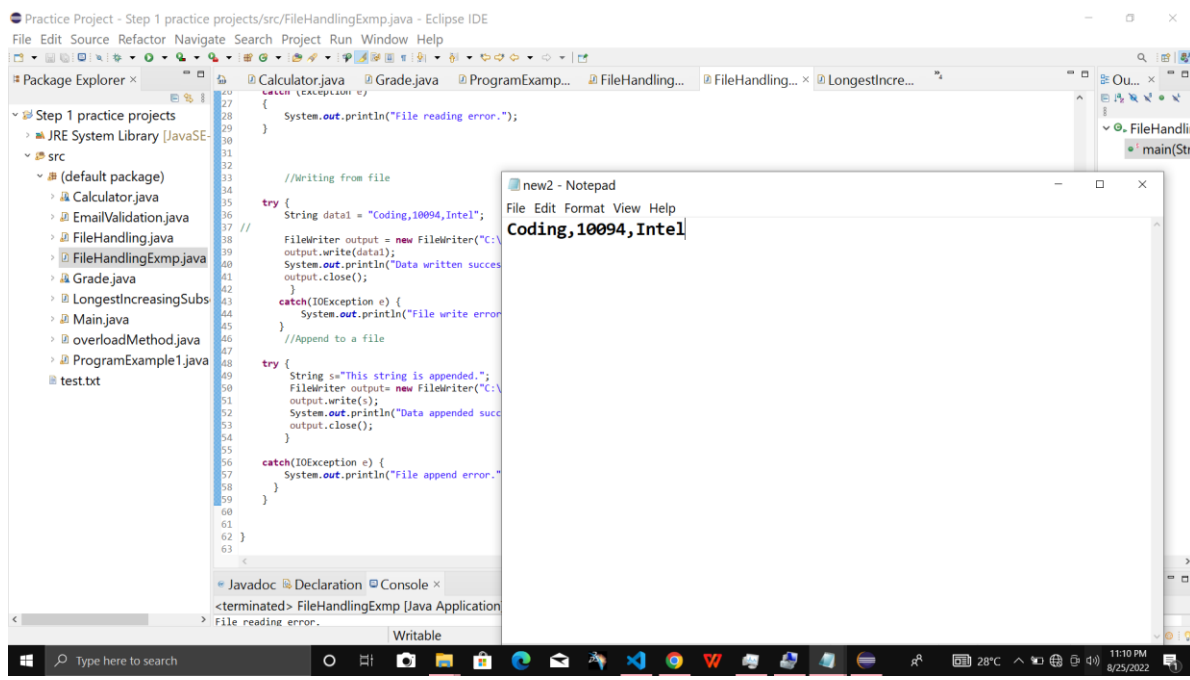 Practice Project - Step 1 practice projects/src/FileHandlingExmp.java - Eclipse IDE
File Edit Source Refactor Navigate Search Project Run Window Help
Package Explorer
Calculator.java Grade.java ProgramExamp... FileHandling... FileHandling... LongestIncre... 4
Ou...
Step 1 practice projects
JRE System Library [JavaSE-
src
(default package)
Calculator.java
EmailValidation.java
FileHandling.java
FileHandlingExmp.java
Grade.java
LongestIncreasingSubs
Main.java
overloadMethod.java
ProgramExample1.java
test.txt
26 catch (Exception e)
27 {
28 System.out.println("File reading error.");
29 }
30
31
32
33 //Writing from file
34
35 try {
36 String data1 = "Coding,10094,Intel";
37 //
38 FileWriter output = new FileWriter("C:\
39 output.write(data1);
40 System.out.println("Data written succes
41 output.close();
42 }
43 catch(IOException e) {
44 System.out.println("File write error
45 }
46 //Append to a file
47
48 try {
49 String s="This string is appended.";
50 FileWriter output= new FileWriter("C:\
51 output.write(s);
52 System.out.println("Data appended succ
53 output.close();
54 }
55
56 catch(IOException e) {
57 System.out.println("File append error."
58 }
59 }
60
61
62 }
63
FileHandli
main(Str
new2 - Notepad
File Edit Format View Help
Coding,10094,Intel
Javadoc Declaration Console
<terminated> FileHandlingExmp [Java Application
File reading error.
Writable
Type here to search
28°C
11:10 PM
8/25/2022